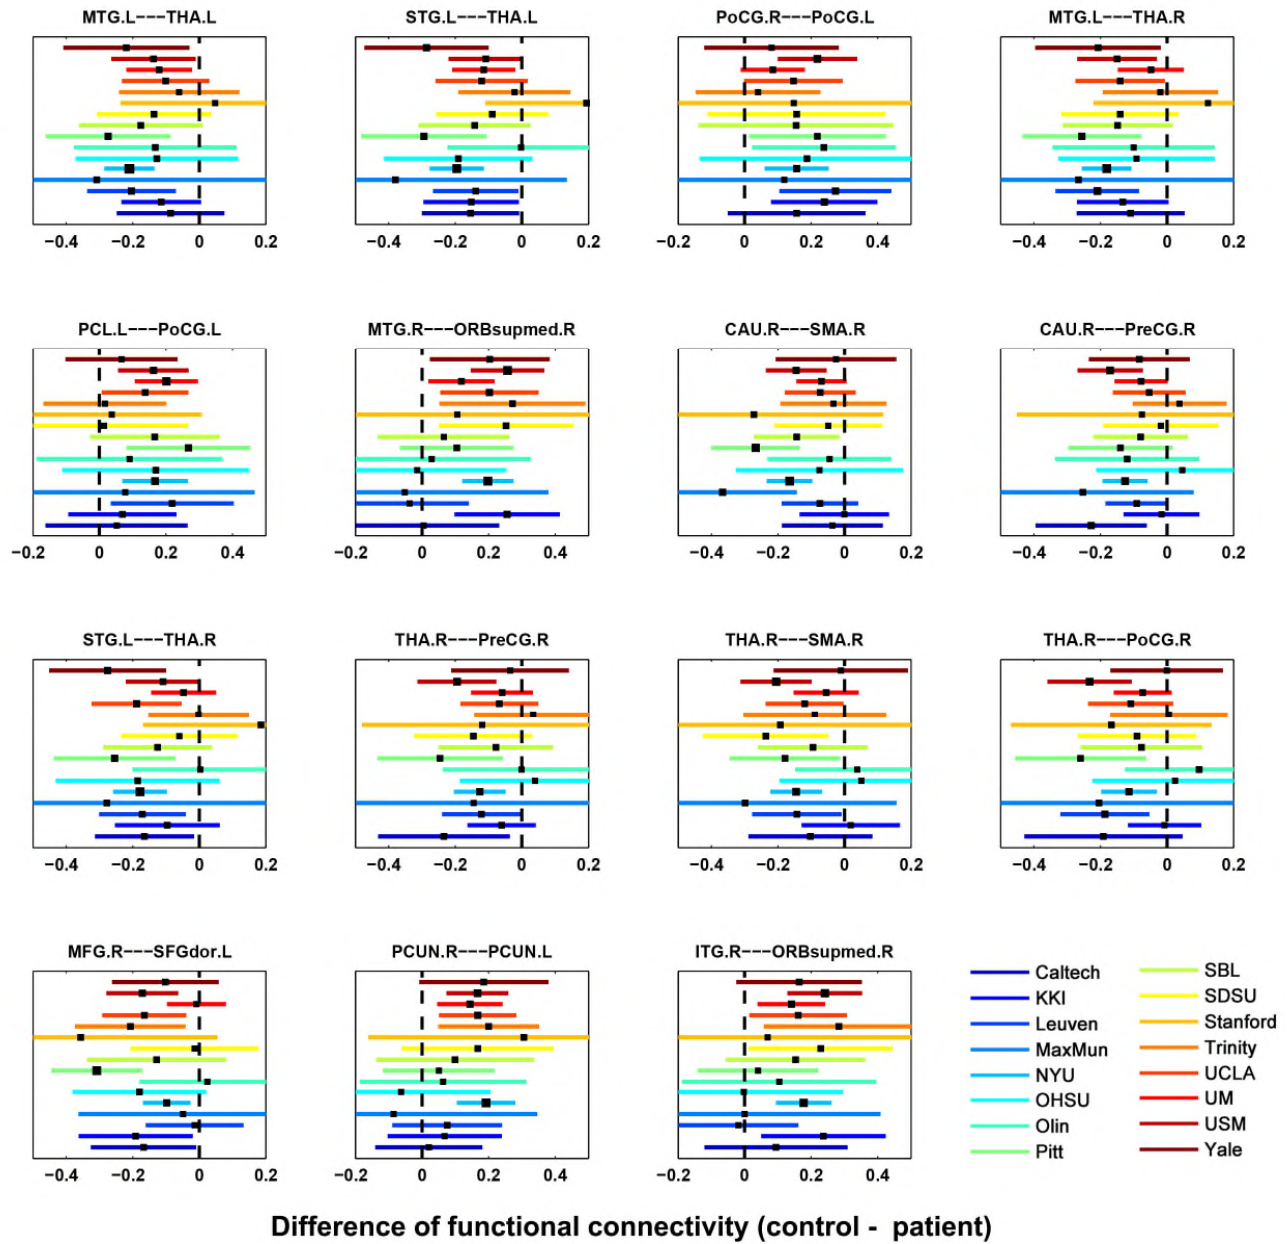 MTG.L---THA.L STG.L---THA.L PoCG.R---PoCG.L MTG.L---THA.R
−0.4 −0.2 0 0.2 −0.4 −0.2 0 0.2 −0.2 0 0.2 0.4 −0.4 −0.2 0 0.2
PCL.L---PoCG.L MTG.R---ORBsupmed.R CAU.R---SMA.R CAU.R---PreCG.R
−0.2 0 0.2 0.4 −0.2 0 0.2 0.4 −0.4 −0.2 0 0.2 −0.4 −0.2 0 0.2
STG.L---THA.R THA.R---PreCG.R THA.R---SMA.R THA.R---PoCG.R
−0.4 −0.2 0 0.2 −0.4 −0.2 0 0.2 −0.4 −0.2 0 0.2 −0.4 −0.2 0 0.2
MFG.R---SFGdor.L PCUN.R---PCUN.L ITG.R---ORBsupmed.R
−0.4 −0.2 0 0.2 −0.2 0 0.2 0.4 −0.2 0 0.2 0.4
Caltech
KKI
Leuven
MaxMun
NYU
OHSU
Olin
Pitt
SBL
SDSU
Stanford
Trinity
UCLA
UM
USM
Yale
Difference of functional connectivity (control - patient)